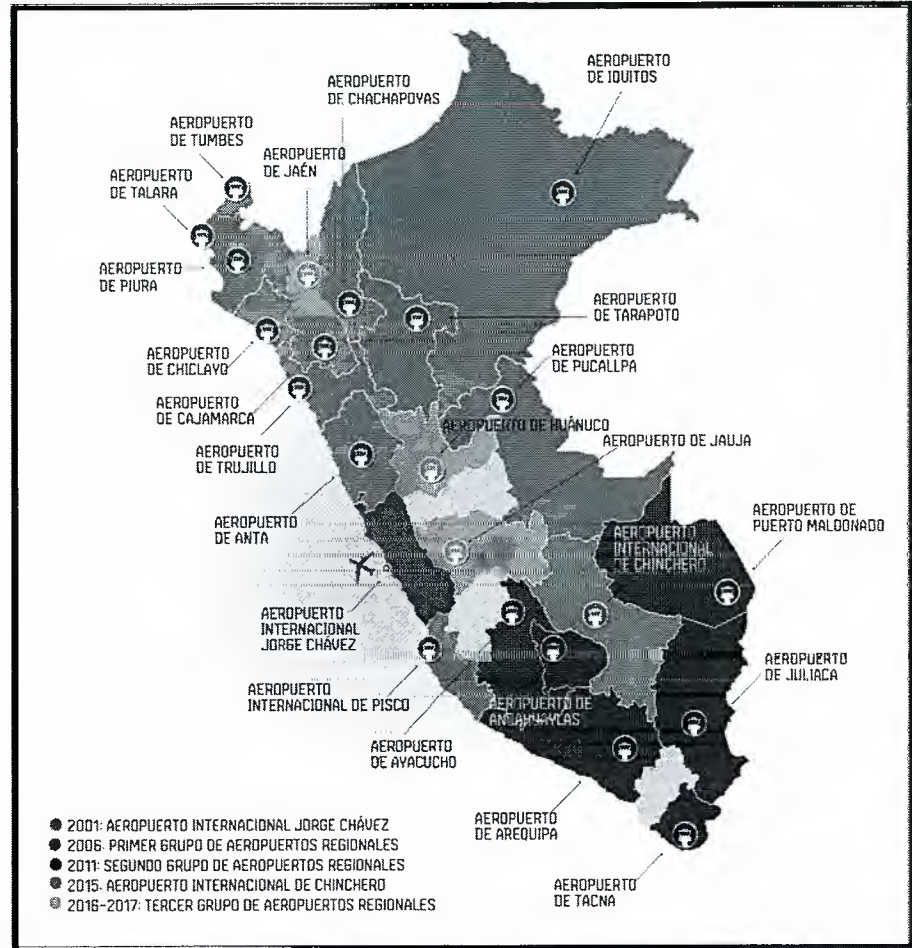 AEROPUERTO
DE IQUITOS
AEROPUERTO
DE CHACHAPOYAS
AEROPUERTO
DE TUMBES
AEROPUERTO
DE JAÉN
AEROPUERTO
DE TALARA
AEROPUERTO
DE PIURA
AEROPUERTO
DE TARAPOTO
AEROPUERTO
DE CHICLAYO
AEROPUERTO
DE PUCALLPA
AEROPUERTO
DE CAJAMARCA
AEROPUERTO DE HUÁNUCO
AEROPUERTO DE JAUJA
AEROPUERTO
DE TRUJILLO
AEROPUERTO
DE ANTA
AEROPUERTO DE
PUERTO MALDONADO
AEROPUERTO
INTERNACIONAL
DE CHINCHERO
AEROPUERTO
INTERNACIONAL
JORGE CHÁVEZ
AEROPUERTO
DE JULIACA
AEROPUERTO
INTERNACIONAL DE PISCO
AEROPUERTO DE
ANDAHUAYLAS
AEROPUERTO
DE AYACUCHO
AEROPUERTO
DE AREQUIPA
AEROPUERTO
DE TACNA
2001: AEROPUERTO INTERNACIONAL JORGE CHÁVEZ
2006: PRIMER GRUPO DE AEROPUERTOS REGIONALES
2011: SEGUNDO GRUPO DE AEROPUERTOS REGIONALES
2015: AEROPUERTO INTERNACIONAL DE CHINCHERO
2016-2017: TERCER GRUPO DE AEROPUERTOS REGIONALES